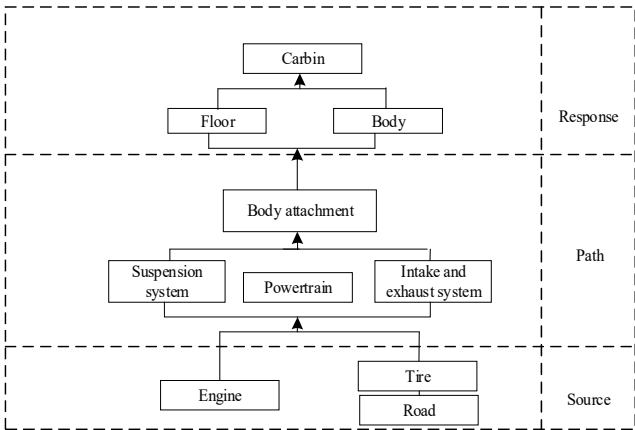 Carbin
Floor
Body
Response
Body attachment
Path
Suspension
system
Powertrain
Intake and
exhaust system
Tire
Engine
Road
Source